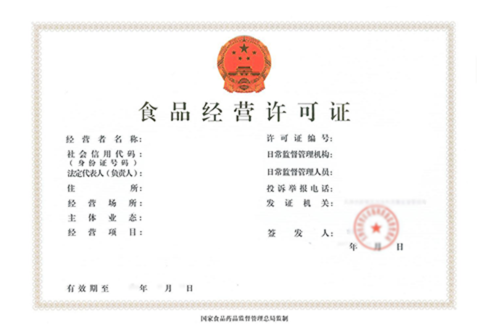 食品经营许可证
经营者名称：
社会信用代码：
（身份证号码）
法定代表人（负责人）：
住所：
经营场所：
主体业态：
经营项目：
许可证编号：
日常监督管理机构：
日常监督管理人员：
投诉举报电话：
发证机关：
签发人：
年 月 日
有效期至 年 月 日
国家食品药品监督管理总局监制